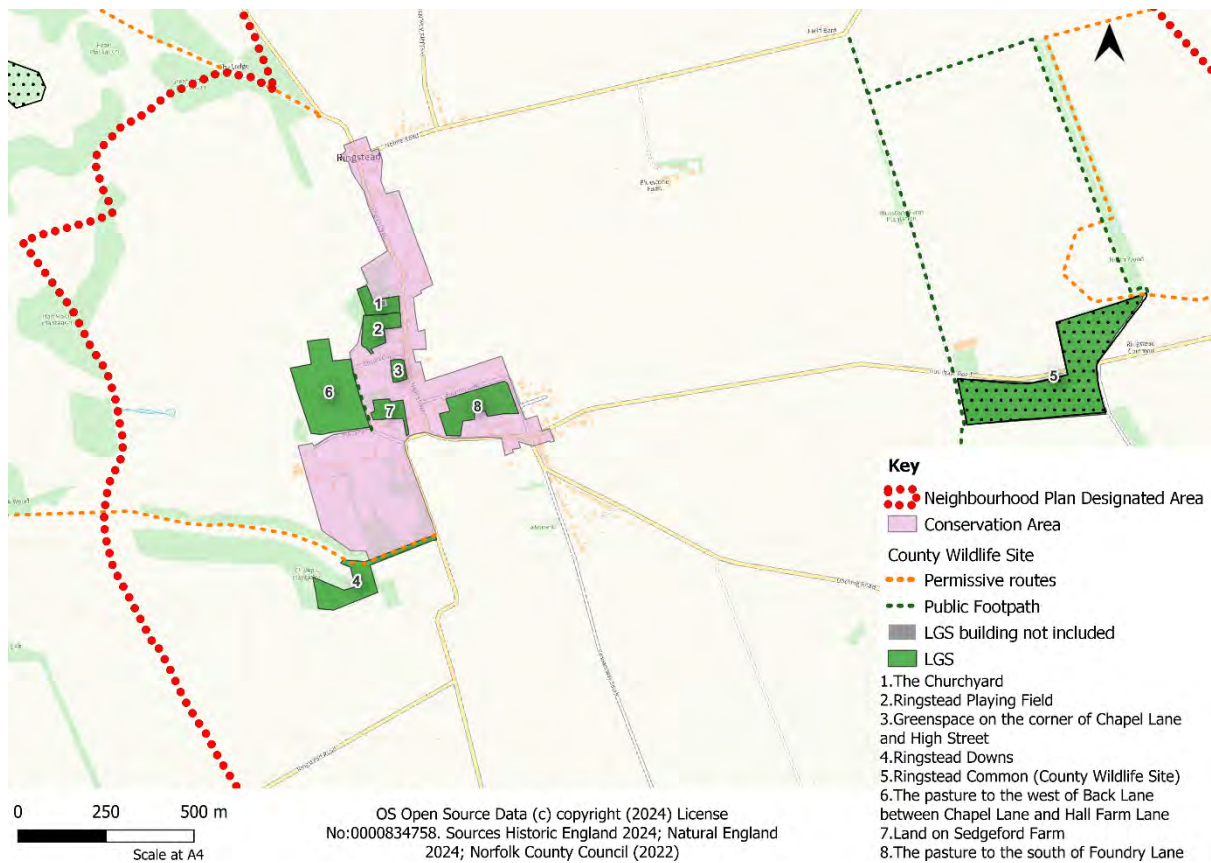 Ringstead
Ringstead
Common
1
2
3
6
5
7
8
4
Key
Neighbourhood Plan Designated Area
Conservation Area
County Wildlife Site
Permissive routes
Public Footpath
LGS building not included
LGS
1.The Churchyard
2.Ringstead Playing Field
3.Greenspace on the corner of Chapel Lane
and High Street
4.Ringstead Downs
5.Ringstead Common (County Wildlife Site)
6.The pasture to the west of Back Lane
between Chapel Lane and Hall Farm Lane
7.Land on Sedgeford Farm
8.The pasture to the south of Foundry Lane
0 250 500 m
Scale at A4
OS Open Source Data (c) copyright (2024) License
No:0000834758. Sources Historic England 2024; Natural England
2024; Norfolk County Council (2022)